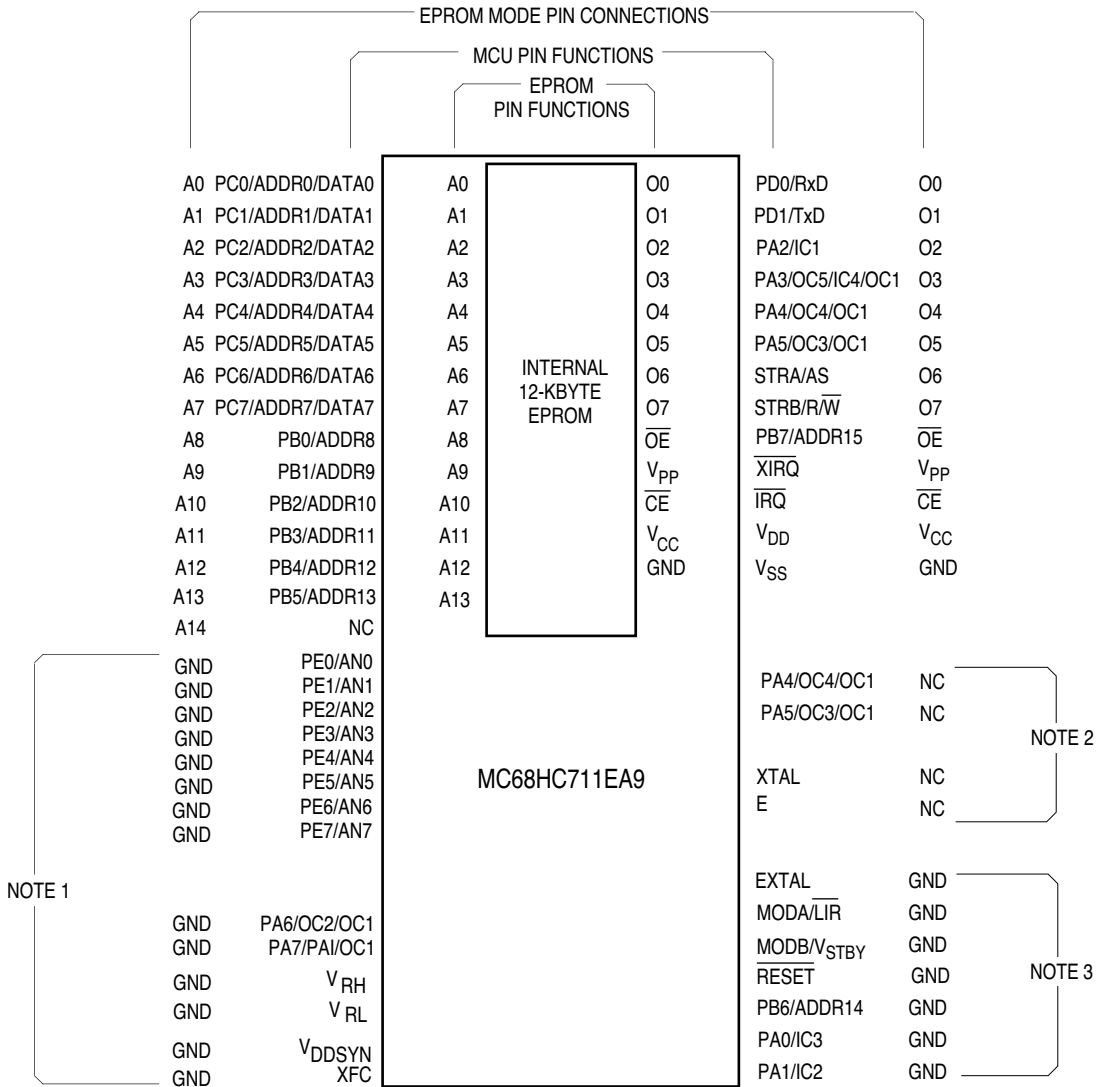 EPROM MODE PIN CONNECTIONS
MCU PIN FUNCTIONS
EPROM
PIN FUNCTIONS
A0 PC0/ADDR0/DATA0 A0 O0 PD0/RxD O0
A1 PC1/ADDR1/DATA1 A1 O1 PD1/TxD O1
A2 PC2/ADDR2/DATA2 A2 O2 PA2/IC1 O2
A3 PC3/ADDR3/DATA3 A3 O3 PA3/OC5/IC4/OC1 O3
A4 PC4/ADDR4/DATA4 A4 O4 PA4/OC4/OC1 O4
A5 PC5/ADDR5/DATA5 A5 O5 PA5/OC3/OC1 O5
A6 PC6/ADDR6/DATA6 A6 INTERNAL O6 STRA/AS O6
12-KBYTE
A7 PC7/ADDR7/DATA7 A7 EPROM O7 STRB/R/W̅ O7
A8 PB0/ADDR8 A8 O̅E̅ PB7/ADDR15 O̅E̅
A9 PB1/ADDR9 A9 VPP X̅I̅R̅Q̅ VPP
A10 PB2/ADDR10 A10 C̅E̅ I̅R̅Q̅ C̅E̅
A11 PB3/ADDR11 A11 VCC VDD VCC
A12 PB4/ADDR12 A12 GND VSS GND
A13 PB5/ADDR13 A13
A14 NC
GND PE0/AN0
GND PE1/AN1 PA4/OC4/OC1 NC
GND PE2/AN2 PA5/OC3/OC1 NC
GND PE3/AN3 NOTE 2
GND PE4/AN4
GND PE5/AN5 MC68HC711EA9 XTAL NC
GND PE6/AN6 E NC
GND PE7/AN7
NOTE 1 EXTAL GND
GND PA6/OC2/OC1 MODA/L̅I̅R̅ GND
GND PA7/PAI/OC1 MODB/VSTBY GND
GND VRH R̅E̅S̅E̅T̅ GND NOTE 3
GND VRL PB6/ADDR14 GND
GND VDDSYN PA0/IC3 GND
GND XFC PA1/IC2 GND